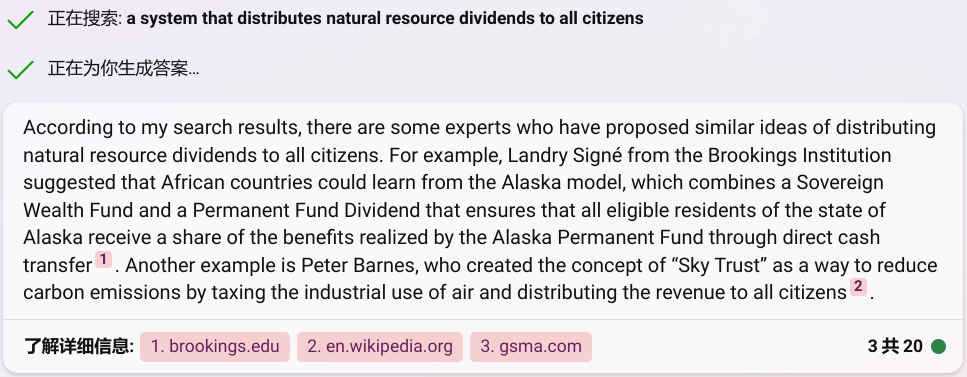 正在搜索: a system that distributes natural resource dividends to all citizens
正在为你生成答案...
According to my search results, there are some experts who have proposed similar ideas of distributing
natural resource dividends to all citizens. For example, Landry Signé from the Brookings Institution
suggested that African countries could learn from the Alaska model, which combines a Sovereign
Wealth Fund and a Permanent Fund Dividend that ensures that all eligible residents of the state of
Alaska receive a share of the benefits realized by the Alaska Permanent Fund through direct cash
transfer 1 . Another example is Peter Barnes, who created the concept of “Sky Trust” as a way to reduce
carbon emissions by taxing the industrial use of air and distributing the revenue to all citizens 2 .
了解详细信息: 1. brookings.edu 2. en.wikipedia.org 3. gsma.com 3 共 20